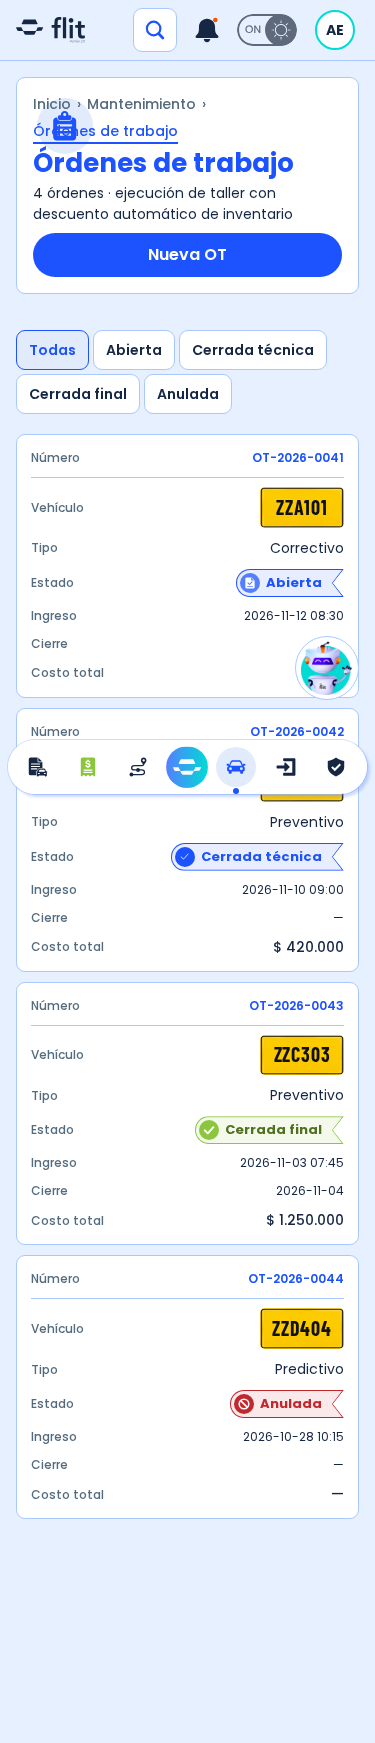 flit
ON
AE
Inicio › Mantenimiento ›
Órdenes de trabajo
Órdenes de trabajo
4 órdenes · ejecución de taller con
descuento automático de inventario
Nueva OT
Todas
Abierta
Cerrada técnica
Cerrada final
Anulada
Número OT-2026-0041
Vehículo ZZA101
Tipo Correctivo
Estado Abierta
Ingreso 2026-11-12 08:30
Cierre
Costo total
Número OT-2026-0042
Tipo Preventivo
Estado Cerrada técnica
Ingreso 2026-11-10 09:00
Cierre —
Costo total $ 420.000
Número OT-2026-0043
Vehículo ZZC303
Tipo Preventivo
Estado Cerrada final
Ingreso 2026-11-03 07:45
Cierre 2026-11-04
Costo total $ 1.250.000
Número OT-2026-0044
Vehículo ZZD404
Tipo Predictivo
Estado Anulada
Ingreso 2026-10-28 10:15
Cierre —
Costo total —